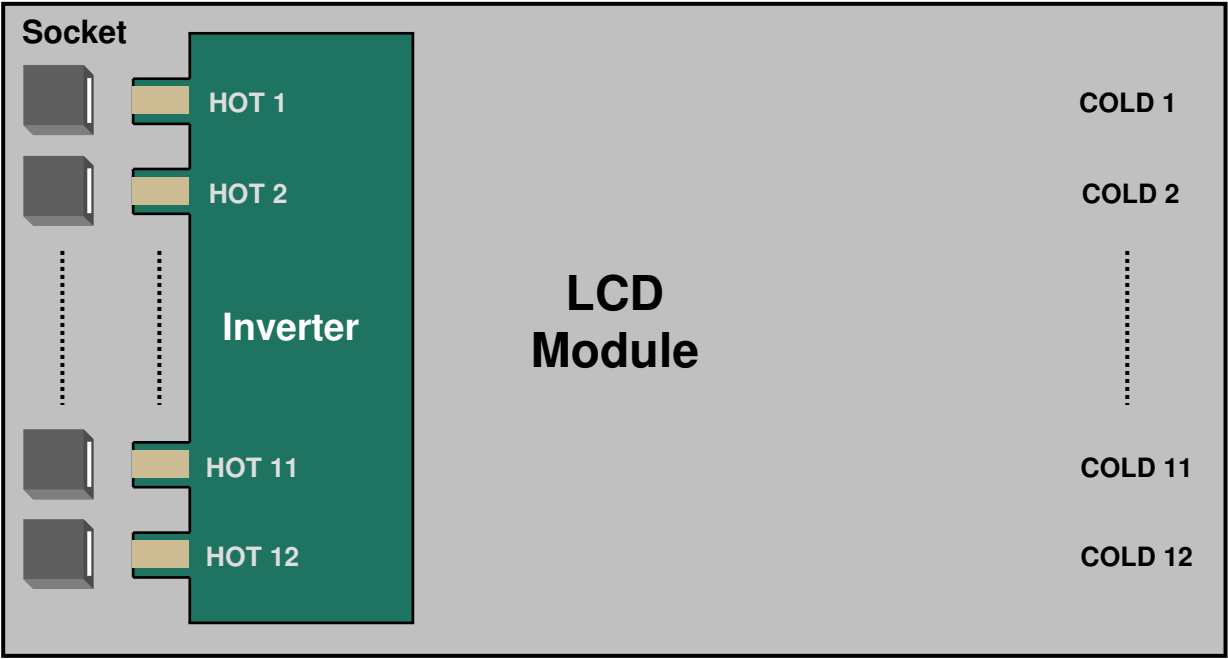 Socket
HOT 1
COLD 1
HOT 2
COLD 2
LCD
Module
Inverter
HOT 11
COLD 11
HOT 12
COLD 12